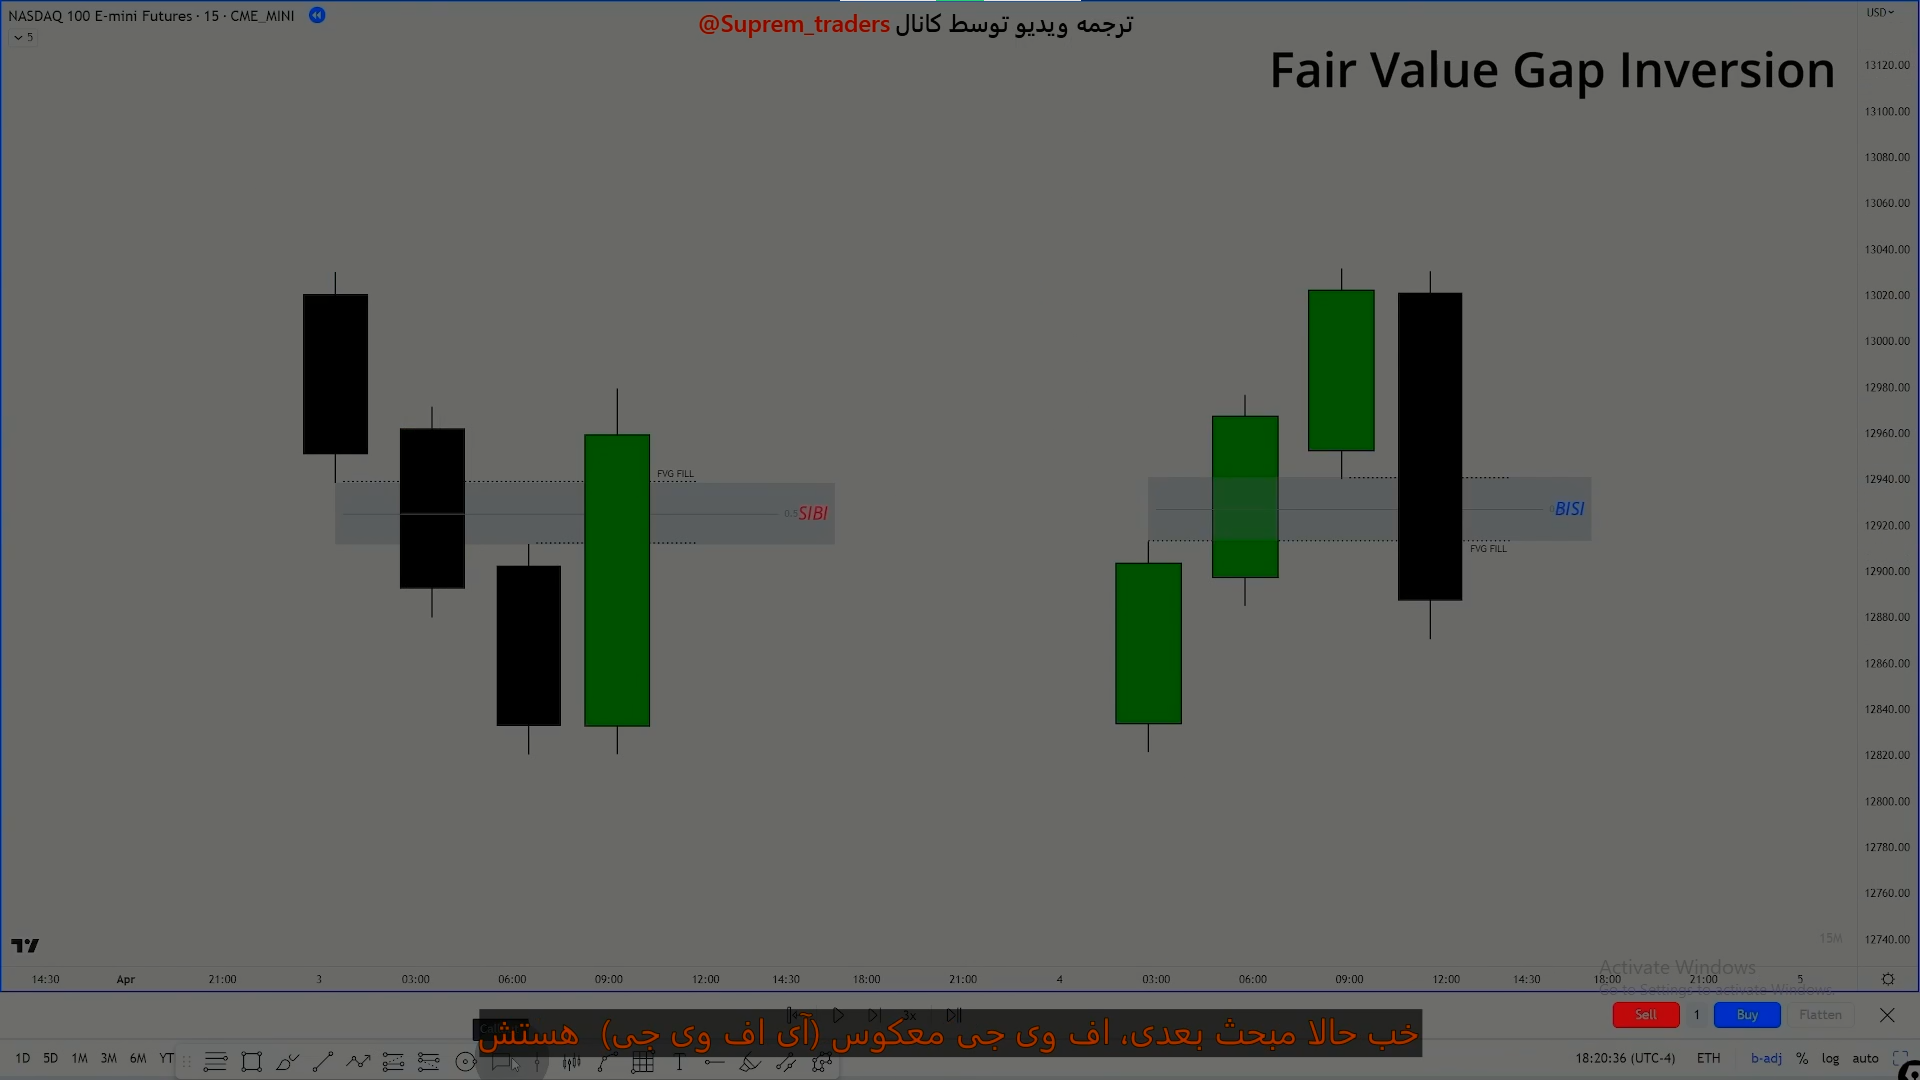 NASDAQ 100 E-mini Futures · 15 · CME_MINI
5
ترجمه ویدیو توسط کانال @Suprem_traders
USD
Fair Value Gap Inversion
13120.00
13100.00
13080.00
13060.00
13040.00
13020.00
13000.00
12980.00
12960.00
12940.00
12920.00
12900.00
12880.00
12860.00
12840.00
12820.00
12800.00
12780.00
12760.00
12740.00
FVG FILL
0.5 SIBI
BISI
FVG FILL
15M
14:30 Apr 21:00 3 03:00 06:00 09:00 12:00 14:30 18:00 21:00 4 03:00 06:00 09:00 12:00 14:30 18:00 21:00 5
Activate Windows
Go to Settings to activate Windows.
3x
Sell 1 Buy Flatten
خب حالا مبحث بعدی، اف وی جی معکوس (آی اف وی جی) هستش
1D 5D 1M 3M 6M YT
18:20:36 (UTC-4) ETH b-adj % log auto